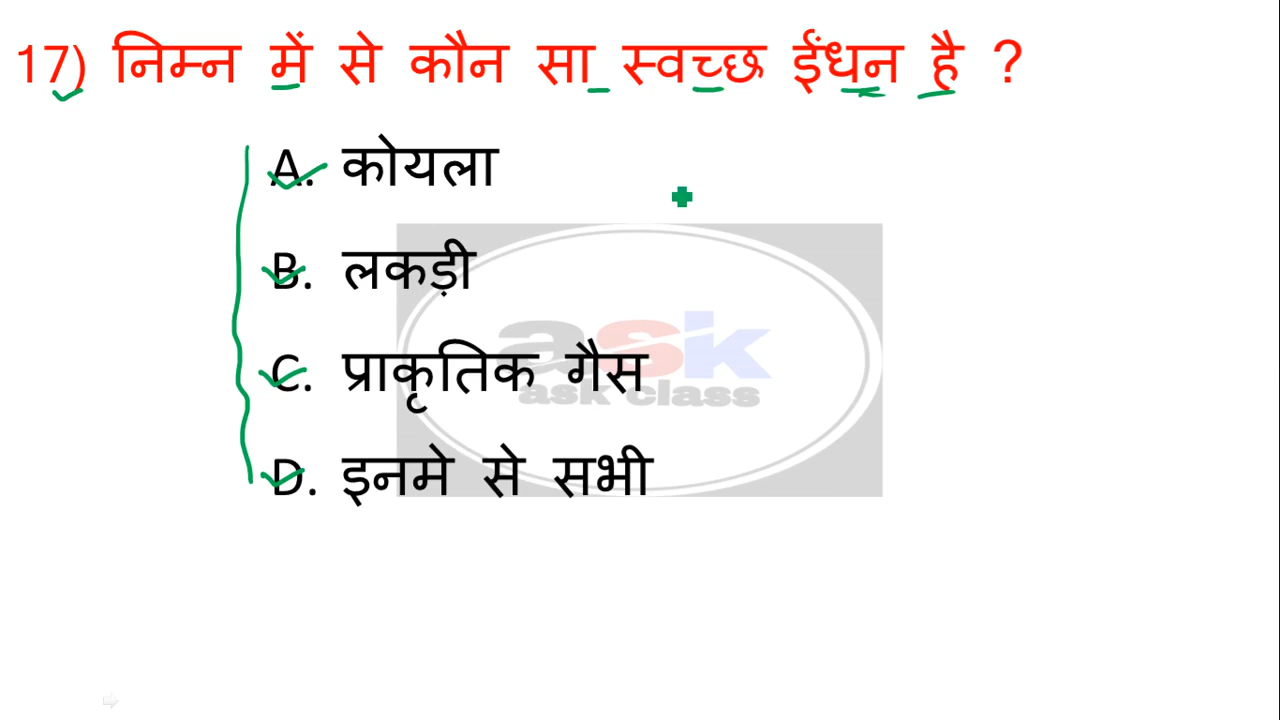 17) निम्न में से कौन सा स्वच्छ ईंधन है ?
A. कोयला
B. लकड़ी
ask
C. प्राकृतिक गैस
ask class
D. इनमे से सभी